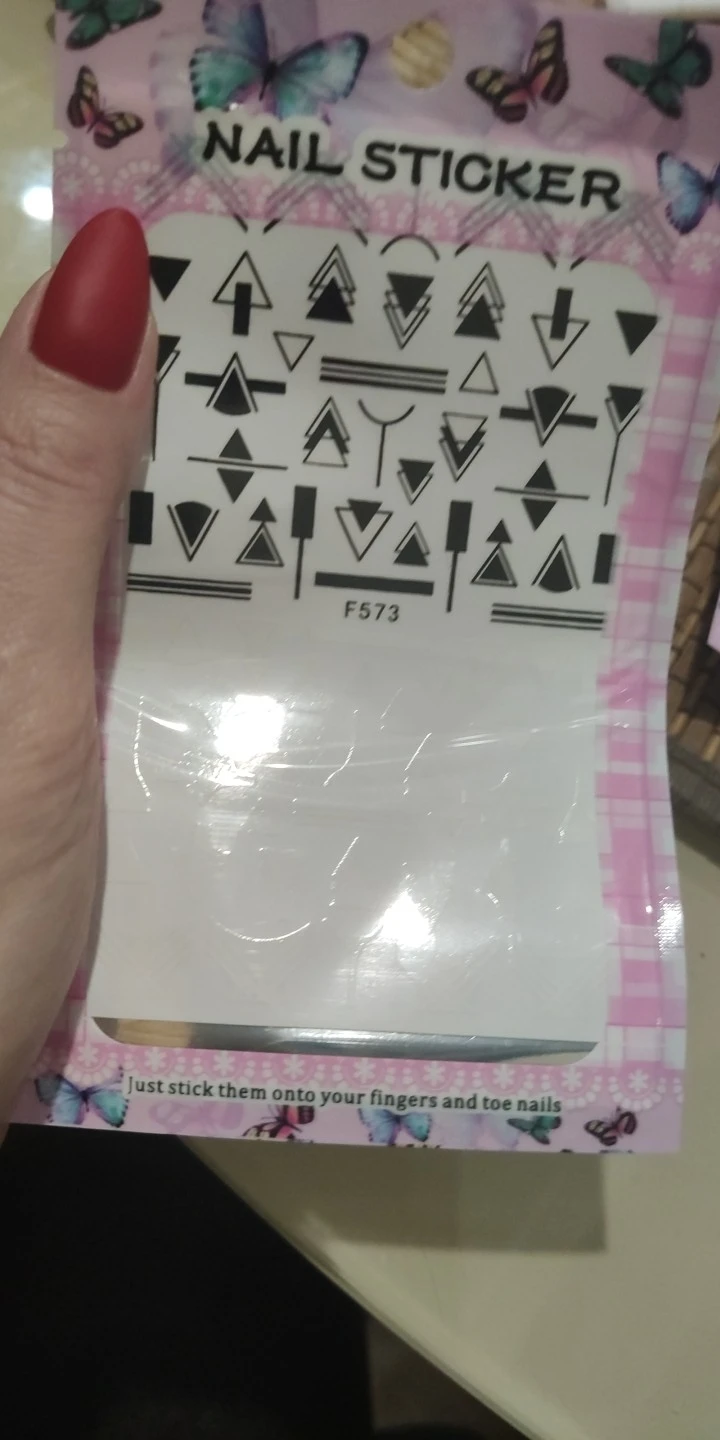 NAIL STICKER
F573
Just stick them onto your fingers and toe nails